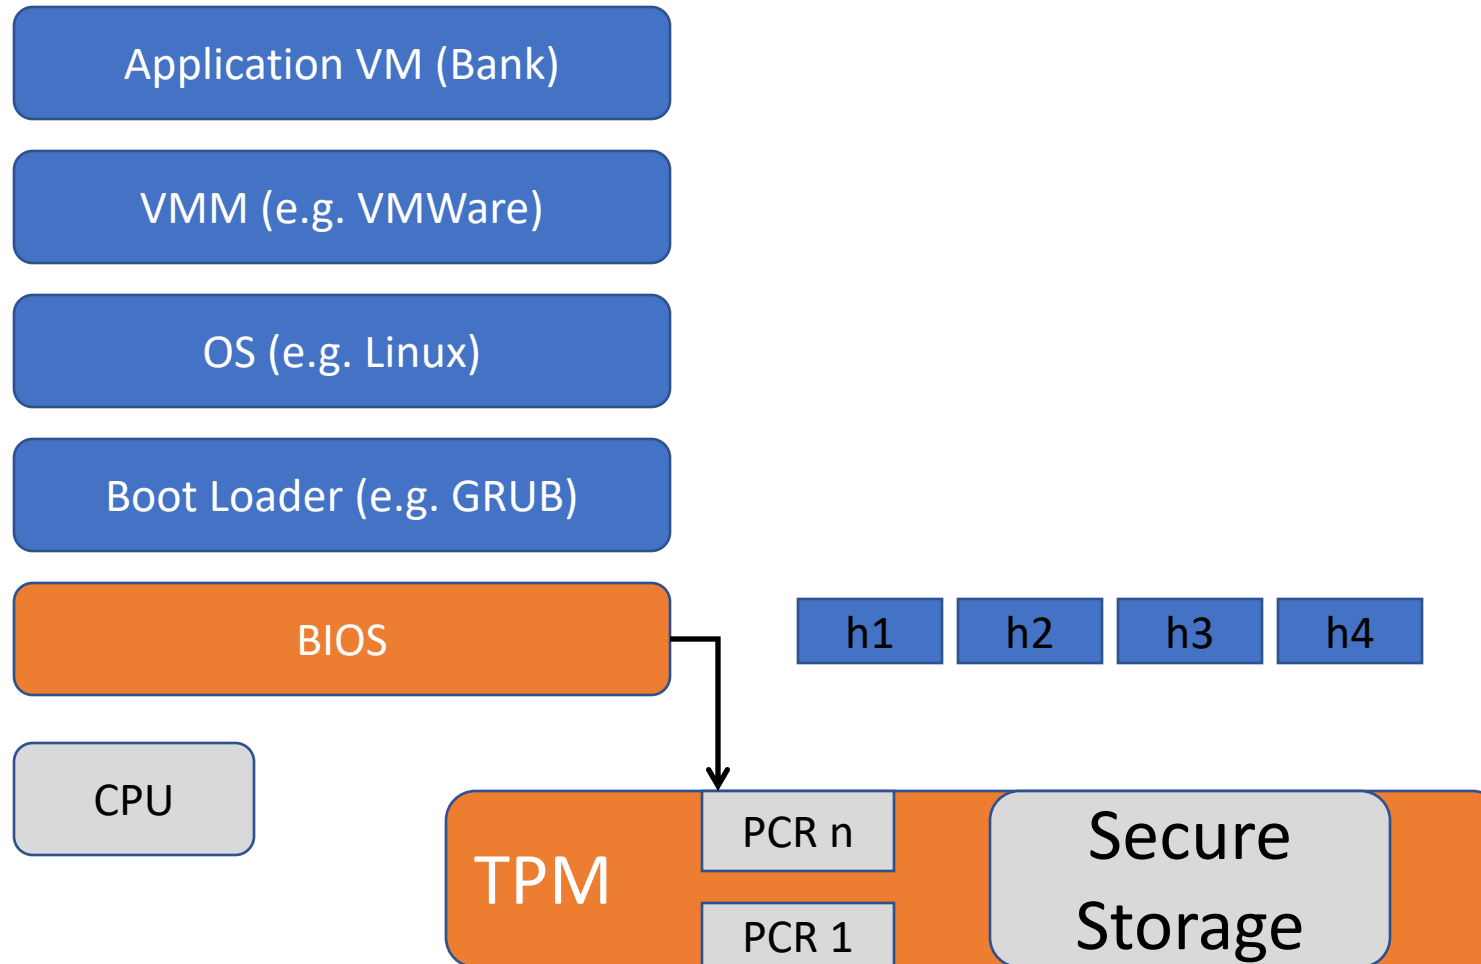 Application VM (Bank)
VMM (e.g. VMWare)
OS (e.g. Linux)
Boot Loader (e.g. GRUB)
BIOS
h1
h2
h3
h4
CPU
TPM
PCR n
PCR 1
Secure
Storage